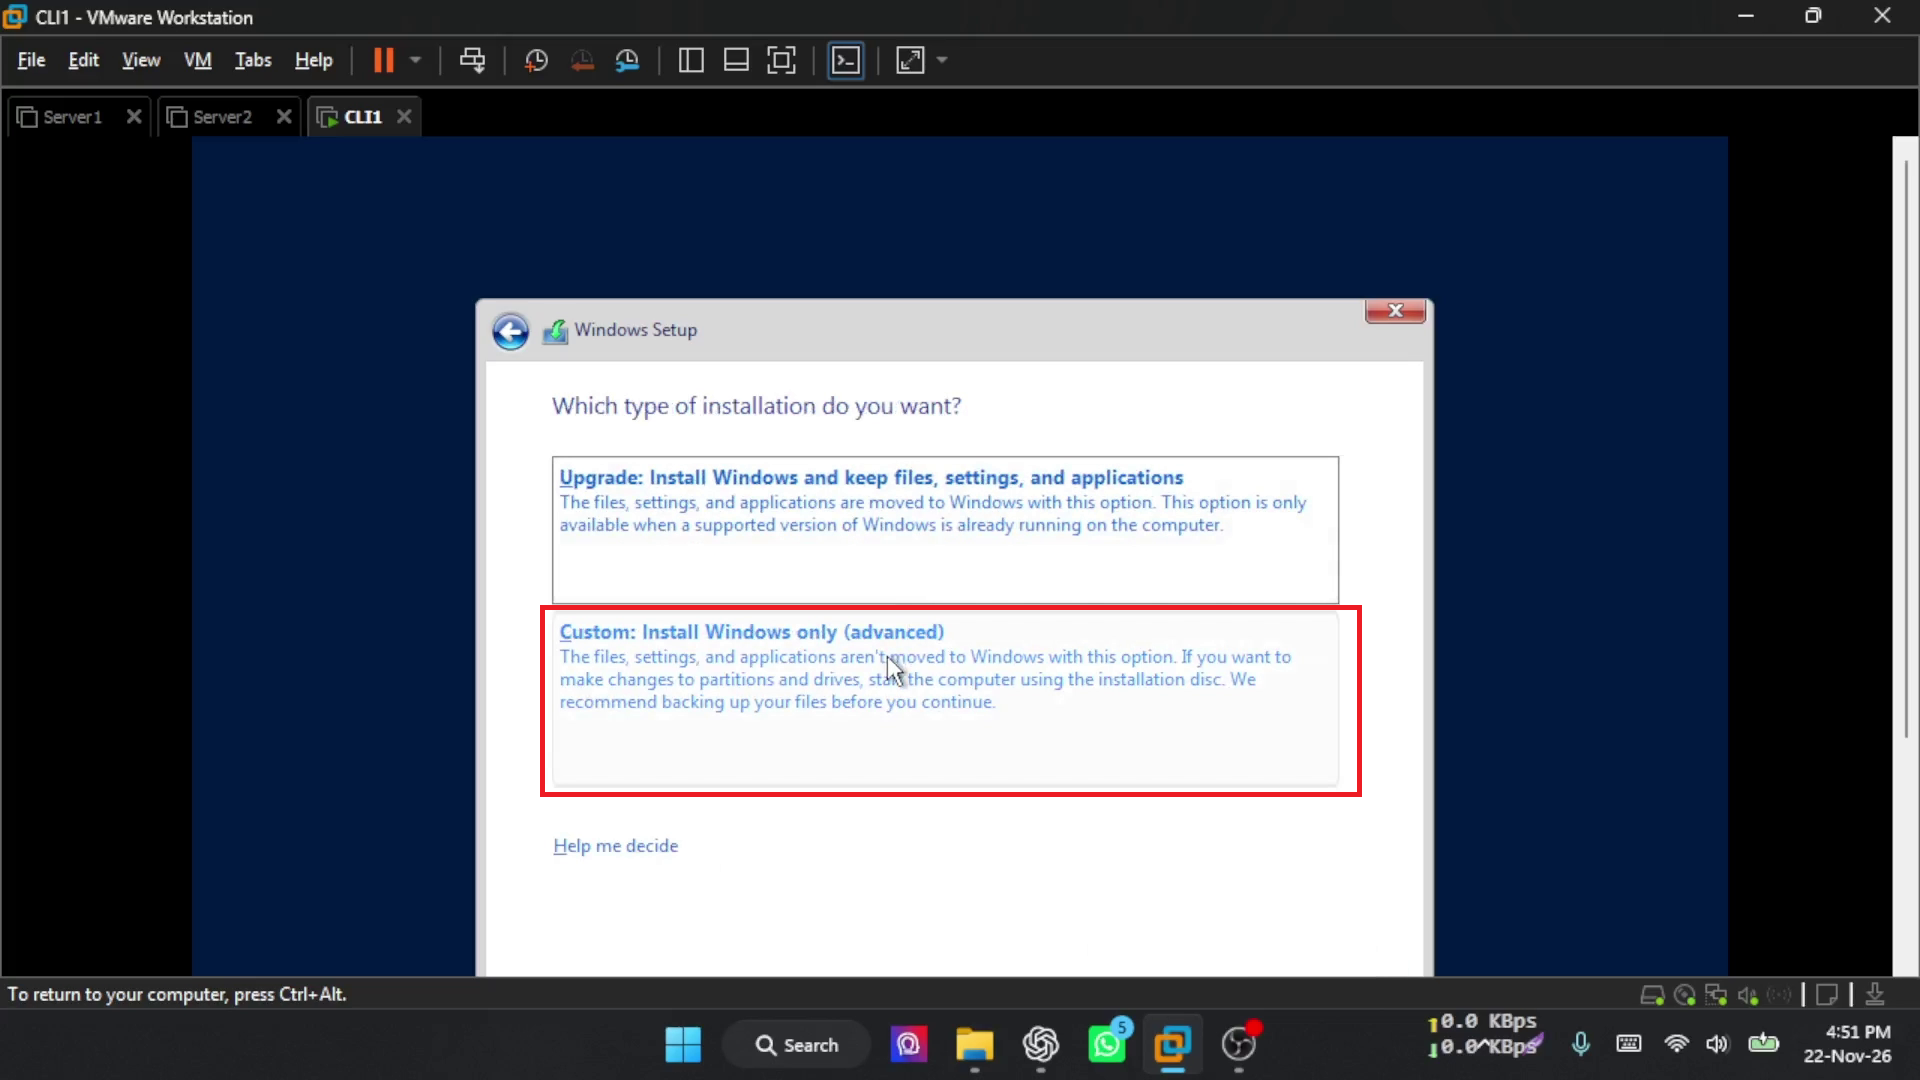 CLI1 - VMware Workstation
File Edit View VM Tabs Help
Server1 Server2 CLI1
Windows Setup
Which type of installation do you want?
Upgrade: Install Windows and keep files, settings, and applications
The files, settings, and applications are moved to Windows with this option. This option is only
available when a supported version of Windows is already running on the computer.
Custom: Install Windows only (advanced)
The files, settings, and applications aren't moved to Windows with this option. If you want to
make changes to partitions and drives, start the computer using the installation disc. We
recommend backing up your files before you continue.
Help me decide
To return to your computer, press Ctrl+Alt.
Search
5
0.0 KBps
0.0 KBps
4:51 PM
22-Nov-26